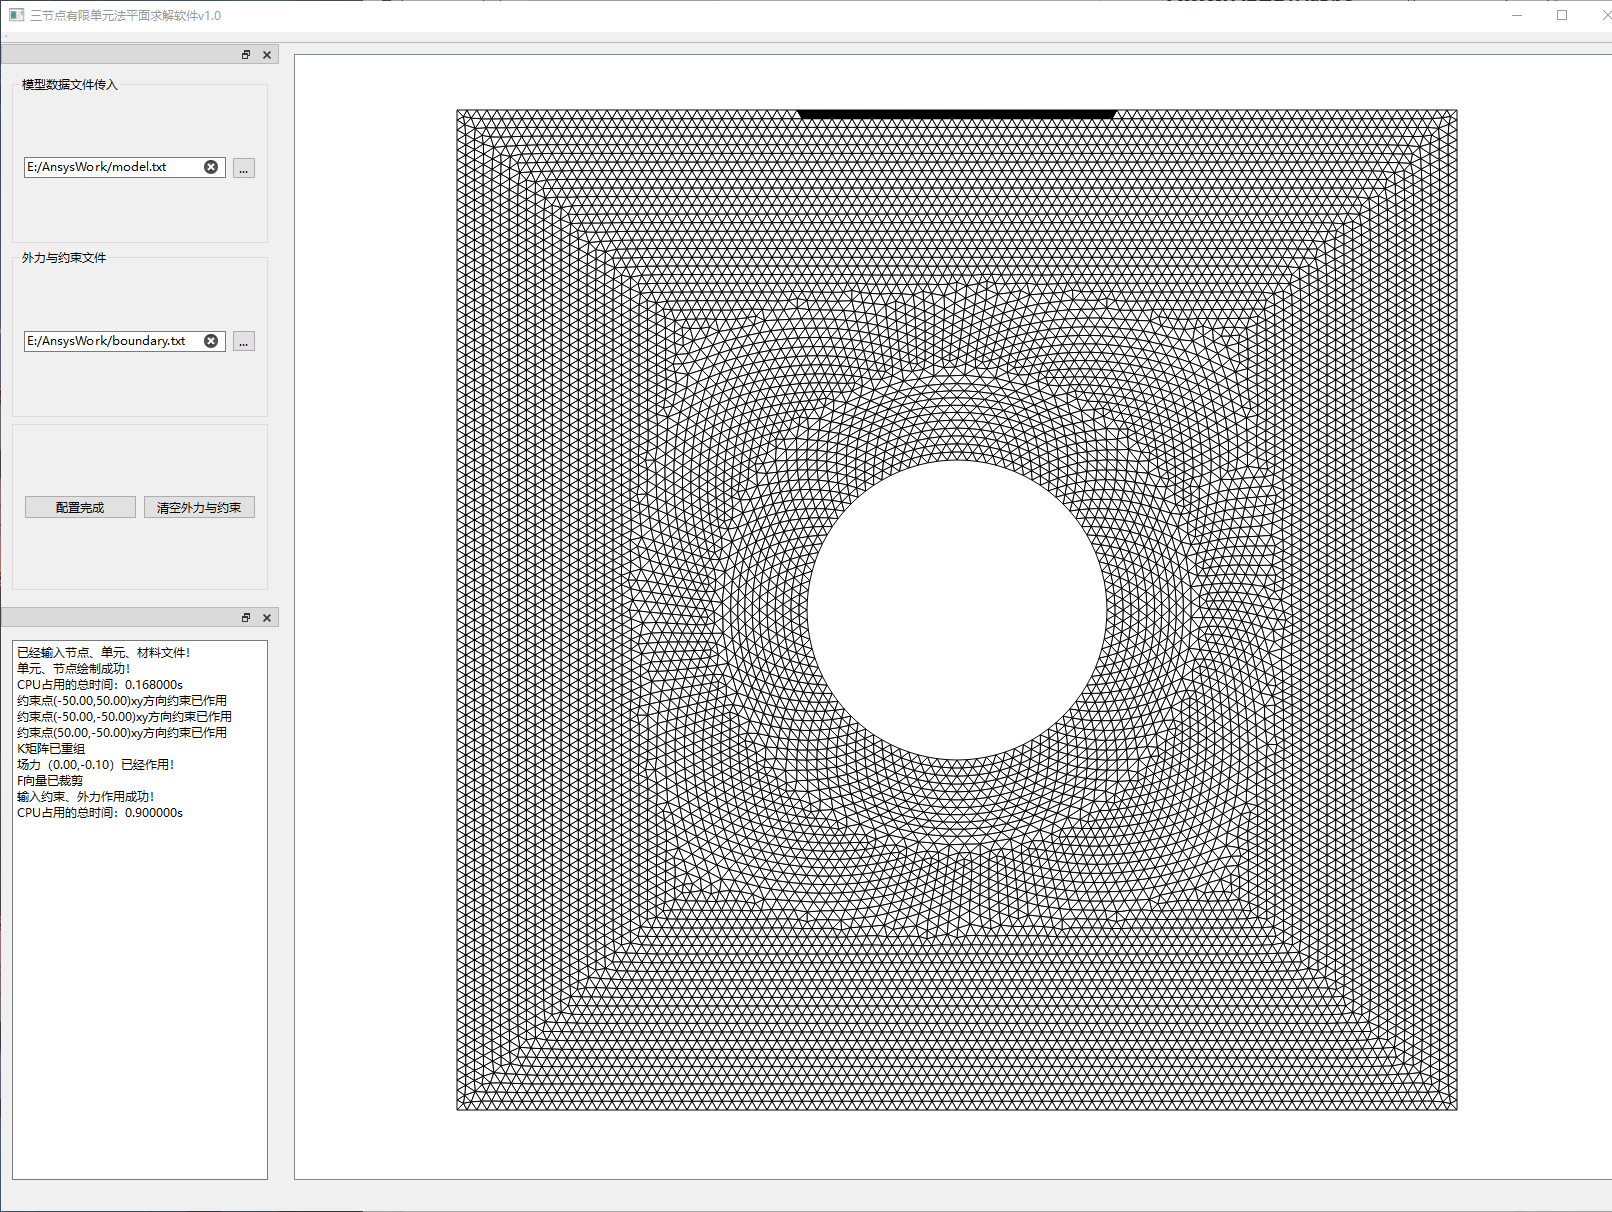 三节点有限单元法平面求解软件v1.0
模型数据文件传入
E:/AnsysWork/model.txt
...
外力与约束文件
E:/AnsysWork/boundary.txt
...
配置完成
清空外力与约束
已经输入节点、单元、材料文件！
单元、节点绘制成功！
CPU占用的总时间：0.168000s
约束点(-50.00,50.00)xy方向约束已作用
约束点(-50.00,-50.00)xy方向约束已作用
约束点(50.00,-50.00)xy方向约束已作用
K矩阵已重组
场力（0.00,-0.10）已经作用！
F向量已裁剪
输入约束、外力作用成功！
CPU占用的总时间：0.900000s